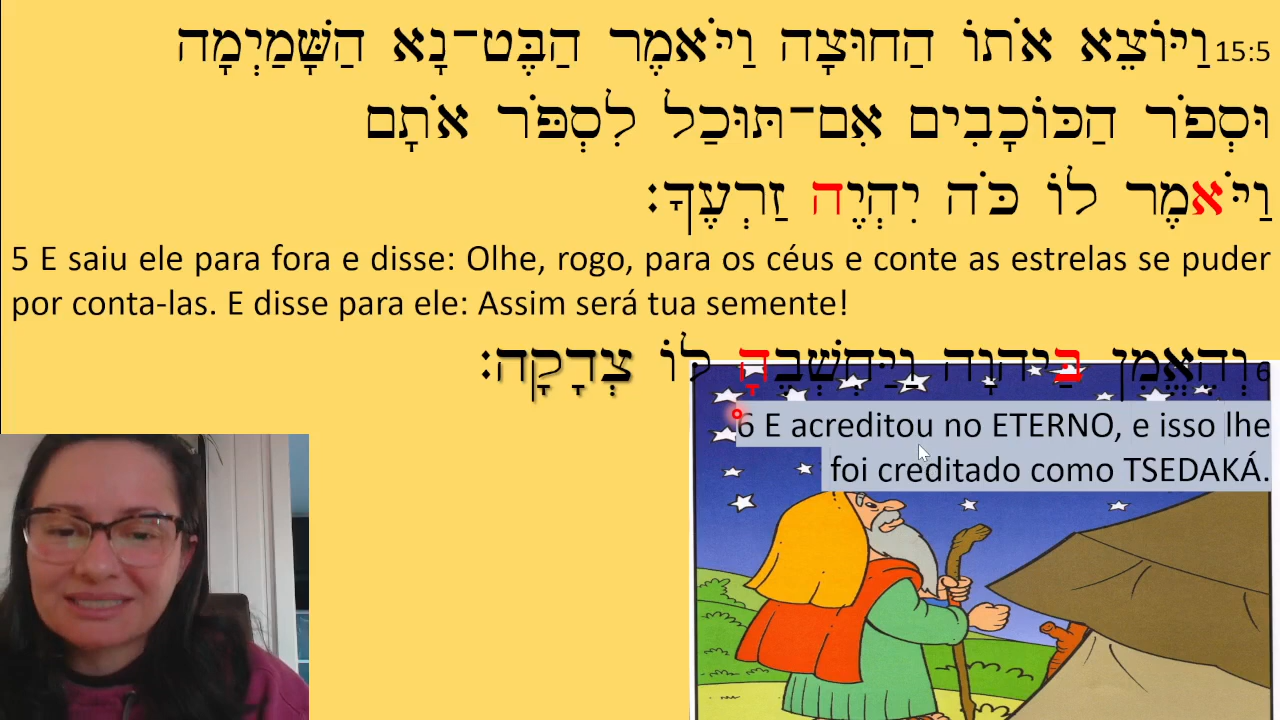 15:5 וַיּוֹצֵא אֹתוֹ הַחוּצָה וַיֹּאמֶר הַבֶּט־נָא הַשָּׁמַיְמָה
וּסְפֹר הַכּוֹכָבִים אִם־תּוּכַל לִסְפֹּר אֹתָם
וַיֹּאמֶר לוֹ כֹּה יִהְיֶה זַרְעֶךָ׃
5 E saiu ele para fora e disse: Olhe, rogo, para os céus e conte as estrelas se puder
por conta-las. E disse para ele: Assim será tua semente!
6 וְהֶאֱמִן בַּיהוָה וַיַּחְשְׁבֶהָ לּוֹ צְדָקָה׃
6 E acreditou no ETERNO, e isso lhe
foi creditado como TSEDAKÁ.